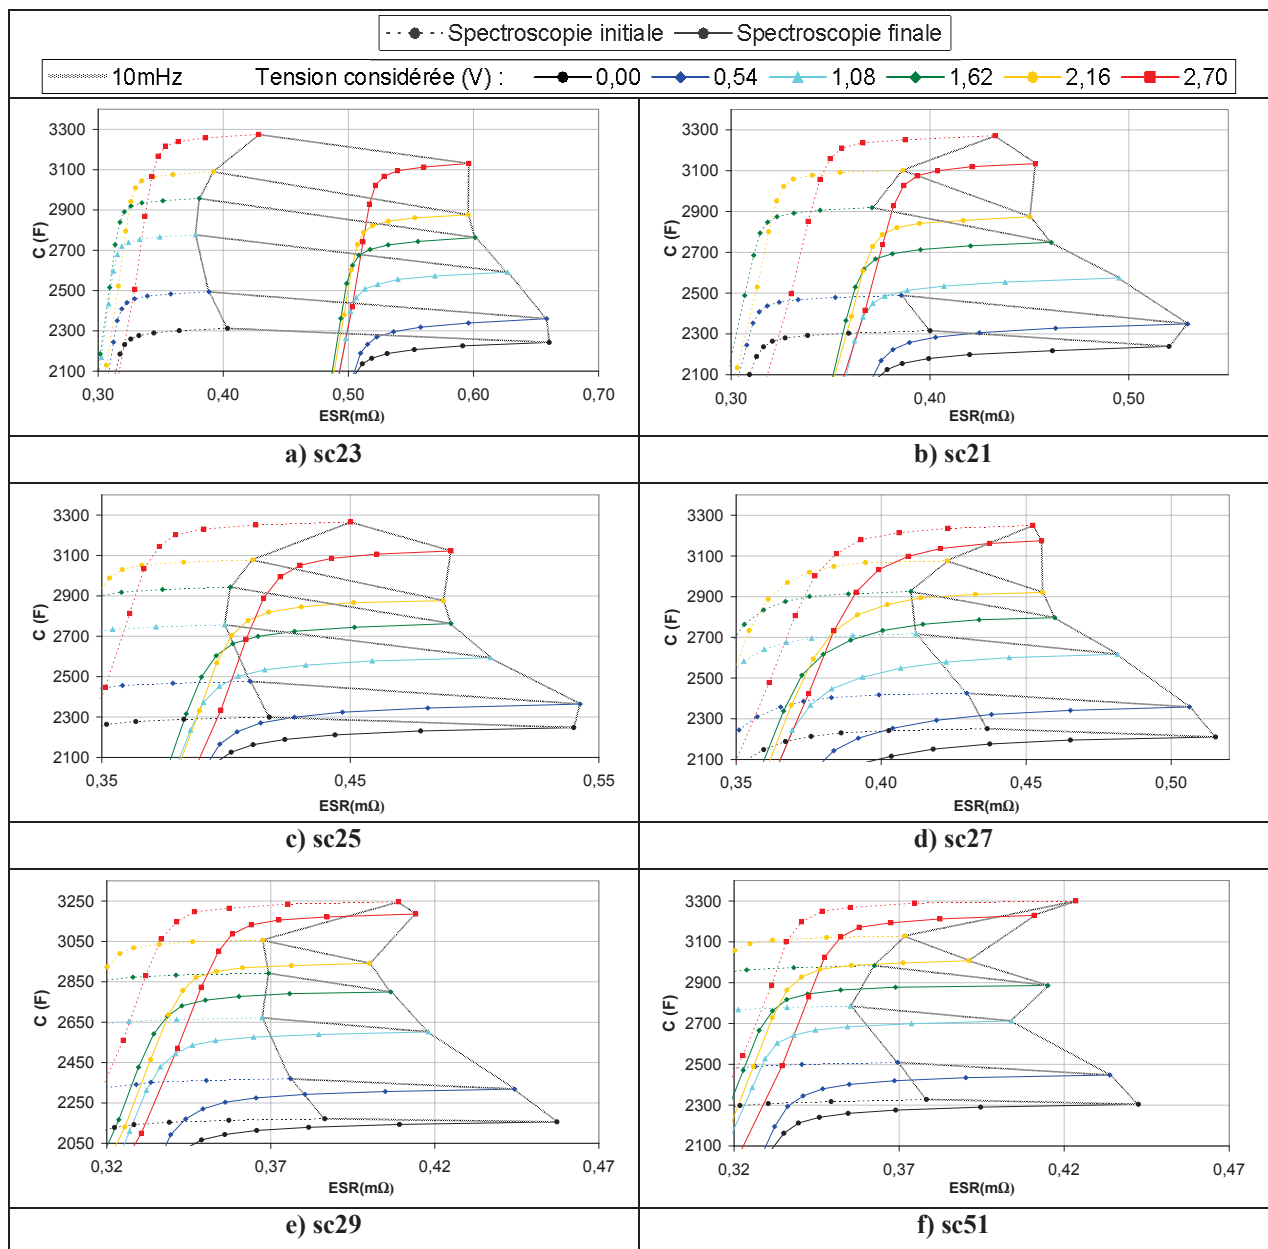 Spectroscopie initiale Spectroscopie finale
10mHz Tension considérée (V) : 0,00 0,54 1,08 1,62 2,16 2,70
C (F)
3300
3100
2900
2700
2500
2300
2100
0,30 0,40 0,50 0,60 0,70
ESR(mΩ)
a) sc23
C (F)
3300
3100
2900
2700
2500
2300
2100
0,30 0,40 0,50
ESR(mΩ)
b) sc21
C (F)
3300
3100
2900
2700
2500
2300
2100
0,35 0,45 0,55
ESR(mΩ)
c) sc25
C (F)
3300
3100
2900
2700
2500
2300
2100
0,35 0,40 0,45 0,50
ESR(mΩ)
d) sc27
C (F)
3250
3050
2850
2650
2450
2250
2050
0,32 0,37 0,42 0,47
ESR(mΩ)
e) sc29
C (F)
3300
3100
2900
2700
2500
2300
2100
0,32 0,37 0,42 0,47
ESR(mΩ)
f) sc51